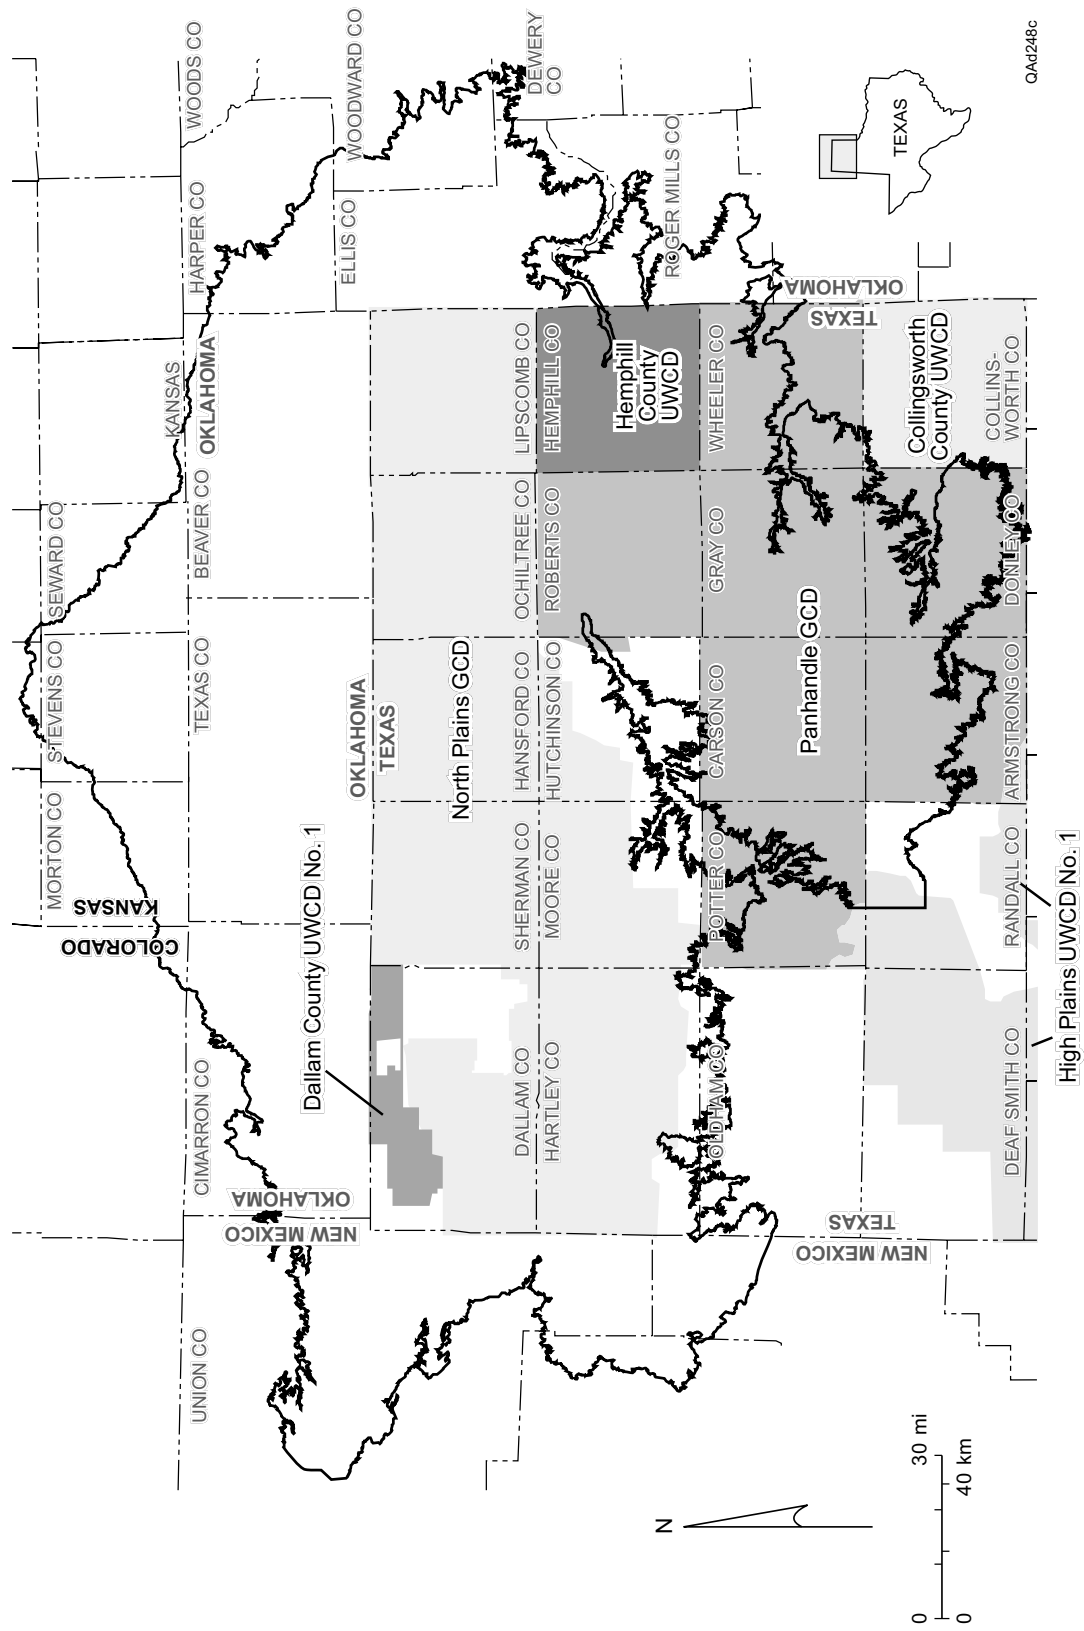 MORTON CO
STEVENS CO
SEWARD CO
COLORADO
KANSAS
KANSAS
OKLAHOMA
UNION CO
CIMARRON CO
TEXAS CO
BEAVER CO
HARPER CO
WOODS CO
NEW MEXICO
OKLAHOMA
Dallam County UWCD No. 1
OKLAHOMA
TEXAS
ELLIS CO
WOODWARD CO
North Plains GCD
DALLAM CO
SHERMAN CO
HANSFORD CO
OCHILTREE CO
LIPSCOMB CO
DEWERY
CO
HARTLEY CO
MOORE CO
HUTCHINSON CO
ROBERTS CO
HEMPHILL CO
Hemphill
County
UWCD
ROGER MILLS CO
OLDHAM CO
POTTER CO
CARSON CO
GRAY CO
WHEELER CO
Panhandle GCD
NEW MEXICO
TEXAS
TEXAS
OKLAHOMA
Collingsworth
County UWCD
DEAF SMITH CO
RANDALL CO
ARMSTRONG CO
DONLEY CO
COLLINS-
WORTH CO
High Plains UWCD No. 1
N
0
30 mi
0
40 km
TEXAS
QAd248c